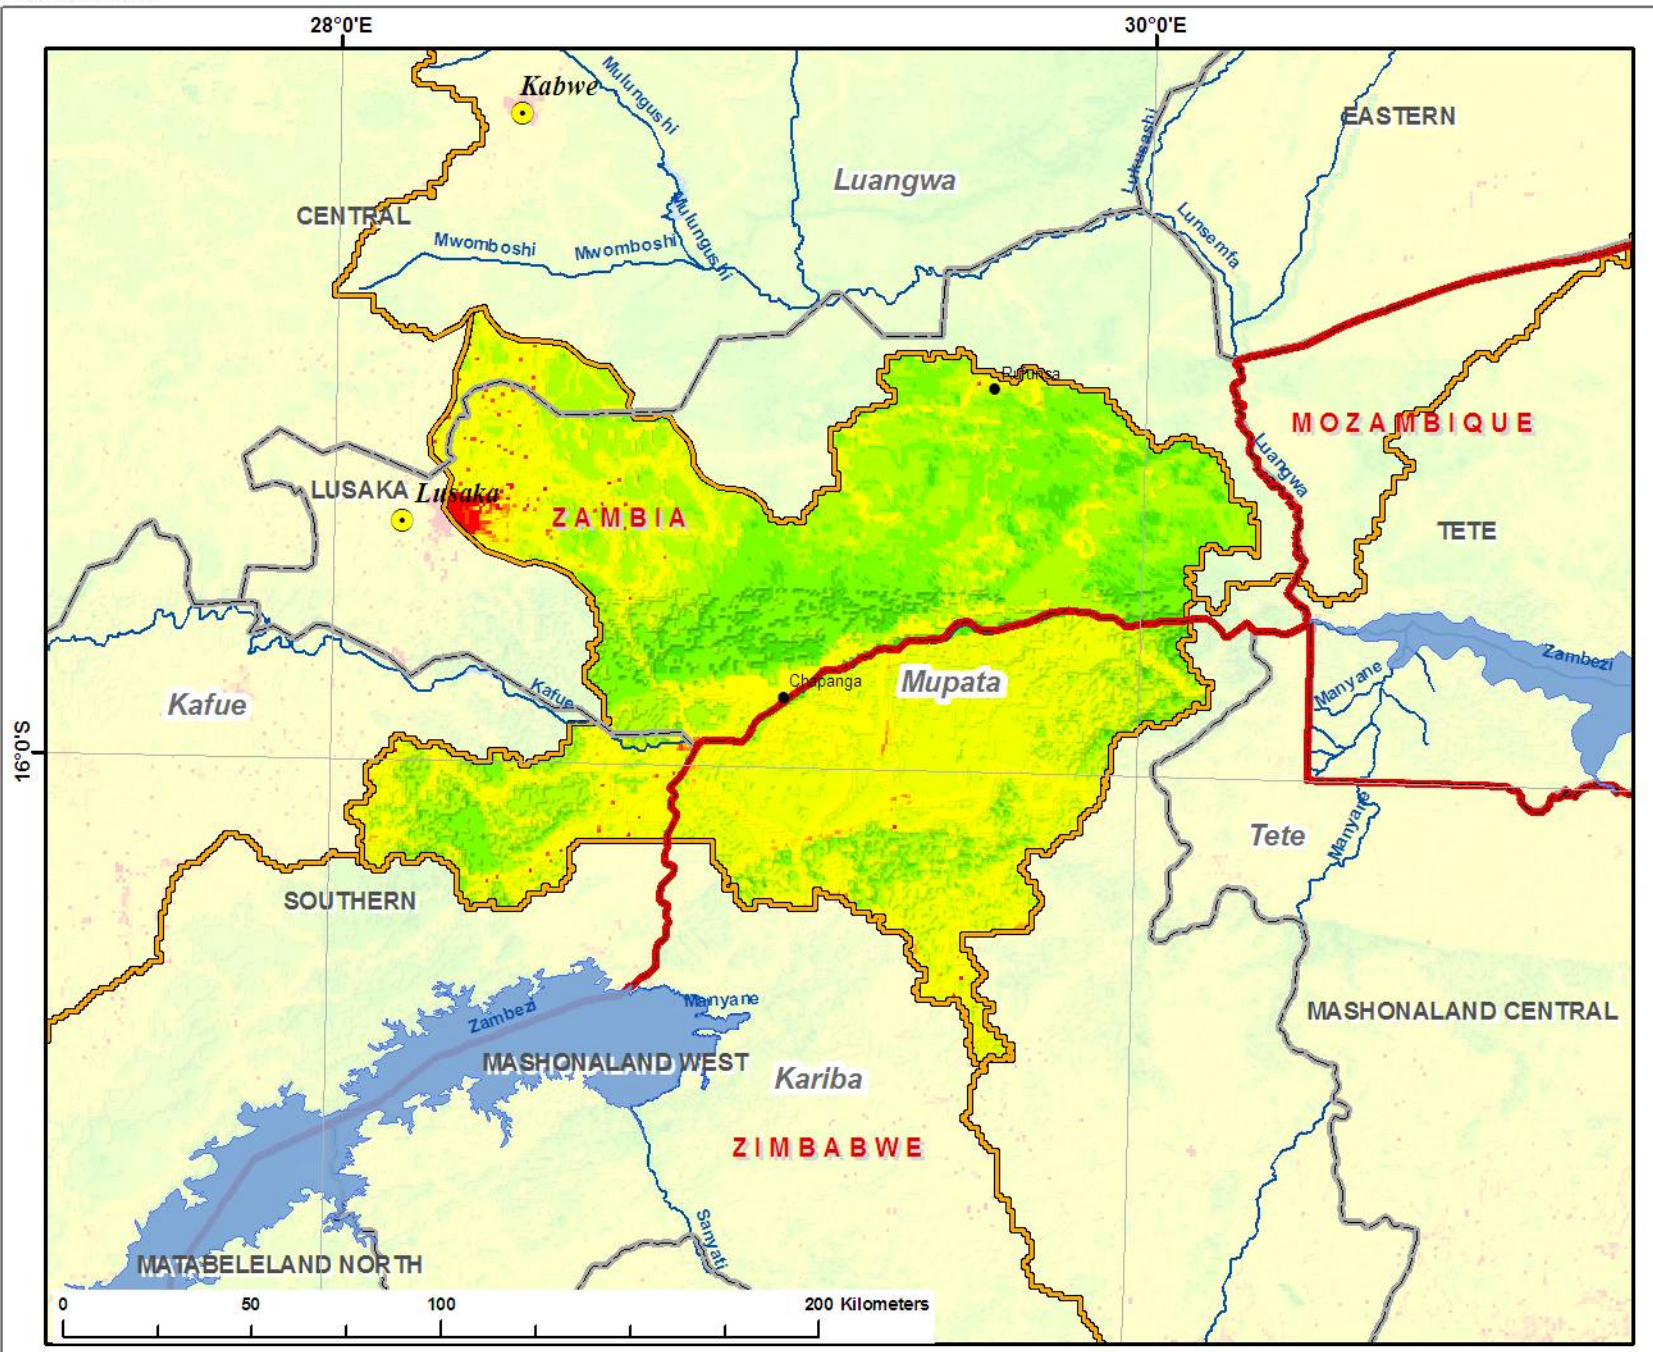 28°0'E
30°0'E
Kabwe
Mulungushi
EASTERN
Lukusashi
Luangwa
CENTRAL
Mulungushi
Lunsemfa
Mwomboshi
Mwomboshi
Rufunsa
MOZAMBIQUE
Luangwa
LUSAKA
Lusaka
ZAMBIA
TETE
Zambezi
Chapanga
Mupata
Manyane
Kafue
Kafue
16°0'S
Manyane
Tete
SOUTHERN
Manyane
Zambezi
MASHONALAND CENTRAL
MASHONALAND WEST
Kariba
ZIMBABWE
Sanyati
MATABELELAND NORTH
0 50 100 200 Kilometers